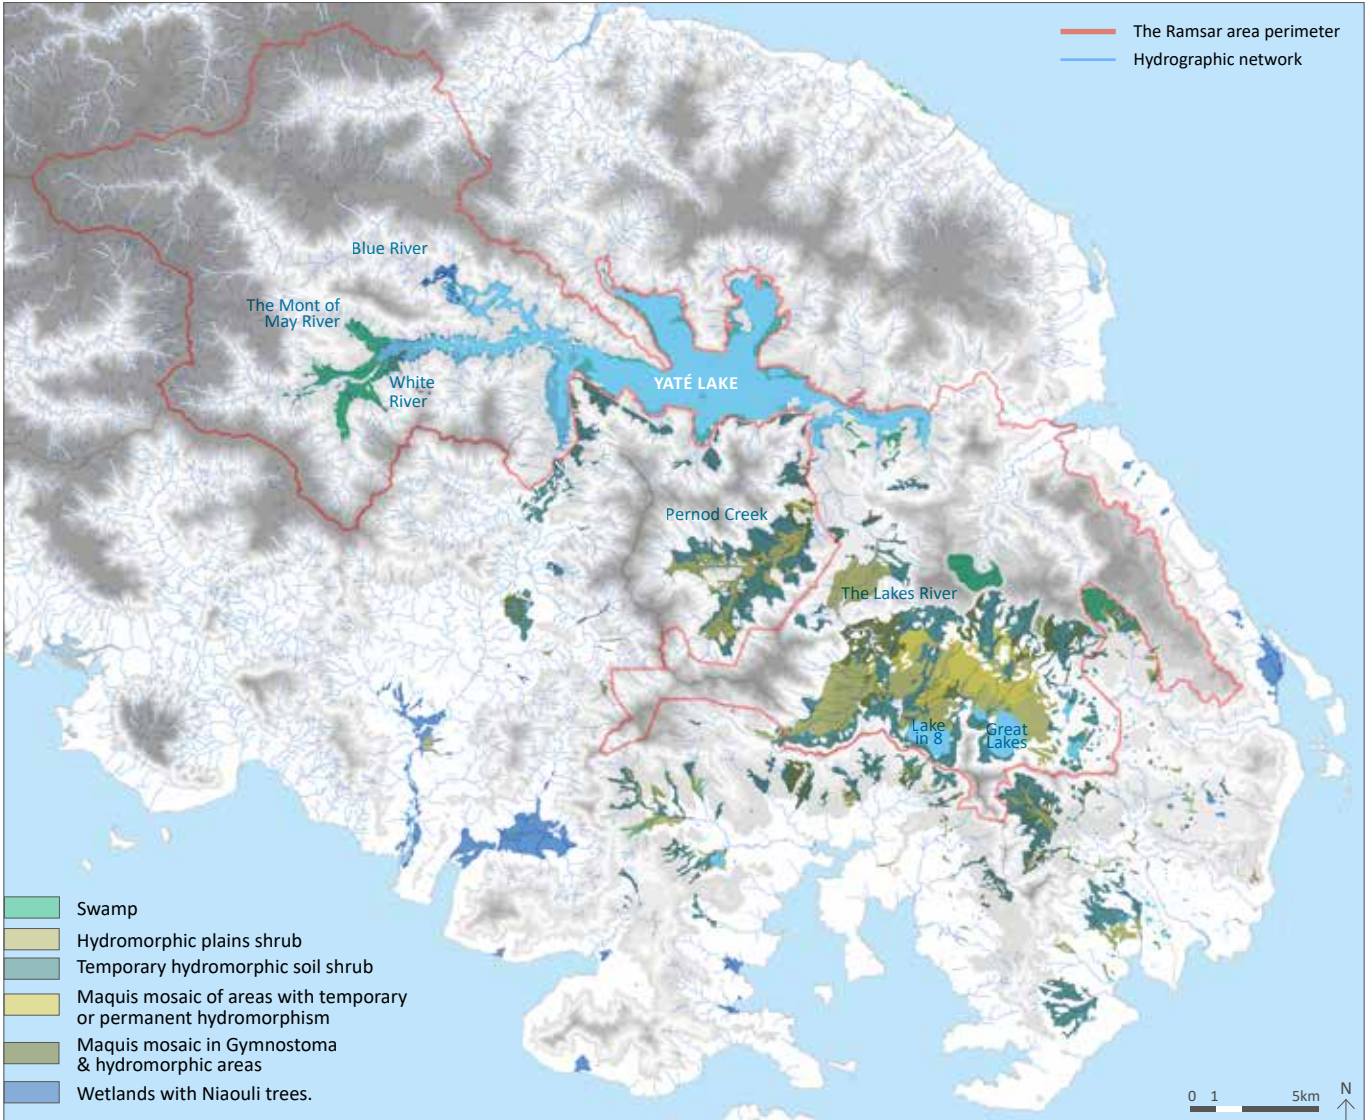 The Ramsar area perimeter
Hydrographic network
Blue River
The Mont of
May River
White
River
YATÉ LAKE
Pernod Creek
The Lakes River
Lake
in 8
Great
Lakes
Swamp
Hydromorphic plains shrub
Temporary hydromorphic soil shrub
Maquis mosaic of areas with temporary
or permanent hydromorphism
Maquis mosaic in Gymnostoma
& hydromorphic areas
Wetlands with Niaouli trees.
0 1 5km
N